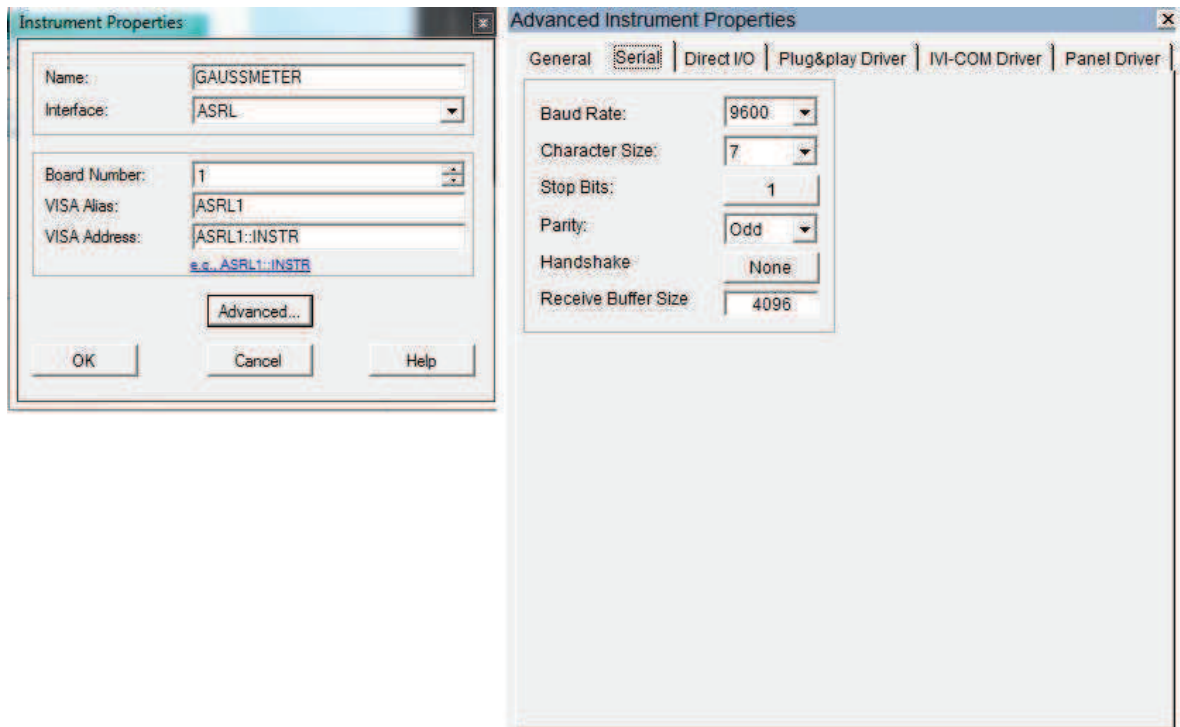 Instrument Properties
Name: GAUSSMETER
Interface: ASRL
Board Number: 1
VISA Alias: ASRL1
VISA Address: ASRL1::INSTR
e.g., ASRL1::INSTR
Advanced...
OK Cancel Help
Advanced Instrument Properties
General Serial Direct I/O Plug&play Driver IVI-COM Driver Panel Driver
Baud Rate: 9600
Character Size: 7
Stop Bits: 1
Parity: Odd
Handshake None
Receive Buffer Size 4096